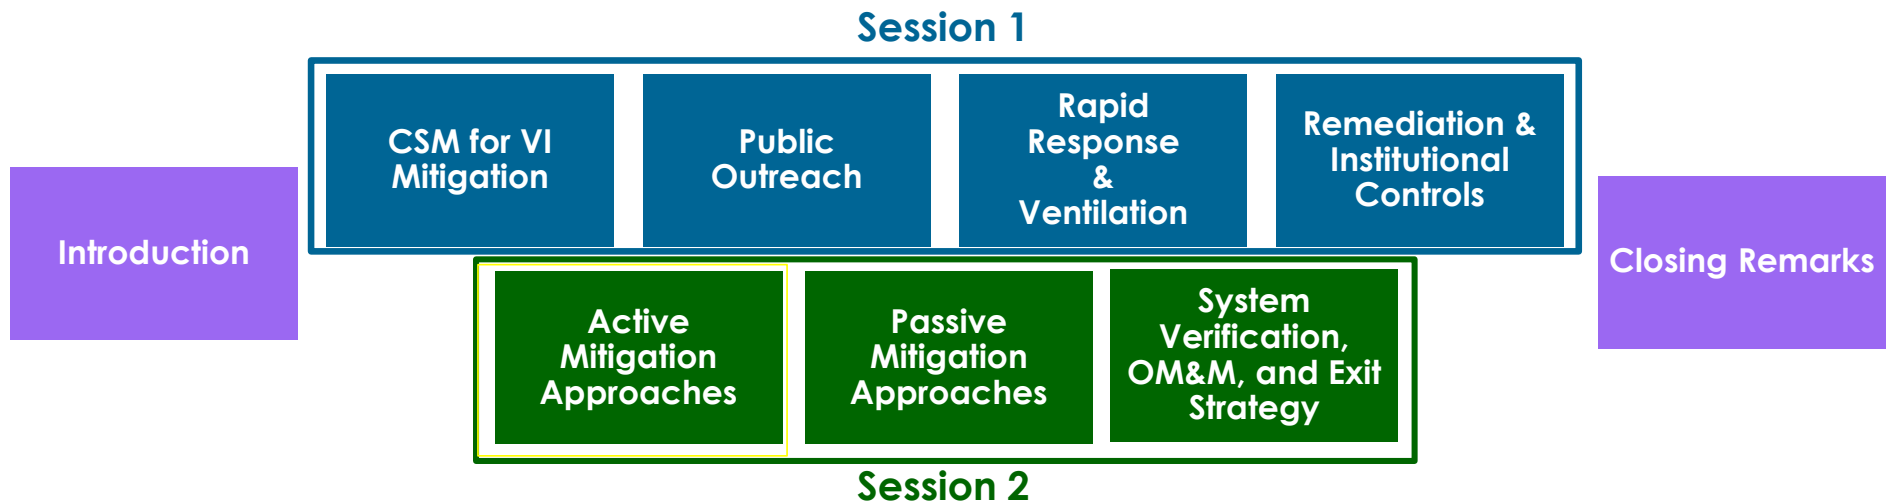 Session 1
Introduction
CSM for VI
Mitigation
Public
Outreach
Rapid
Response
&
Ventilation
Remediation &
Institutional
Controls
Active
Mitigation
Approaches
Passive
Mitigation
Approaches
System
Verification,
OM&M, and Exit
Strategy
Session 2
Closing Remarks